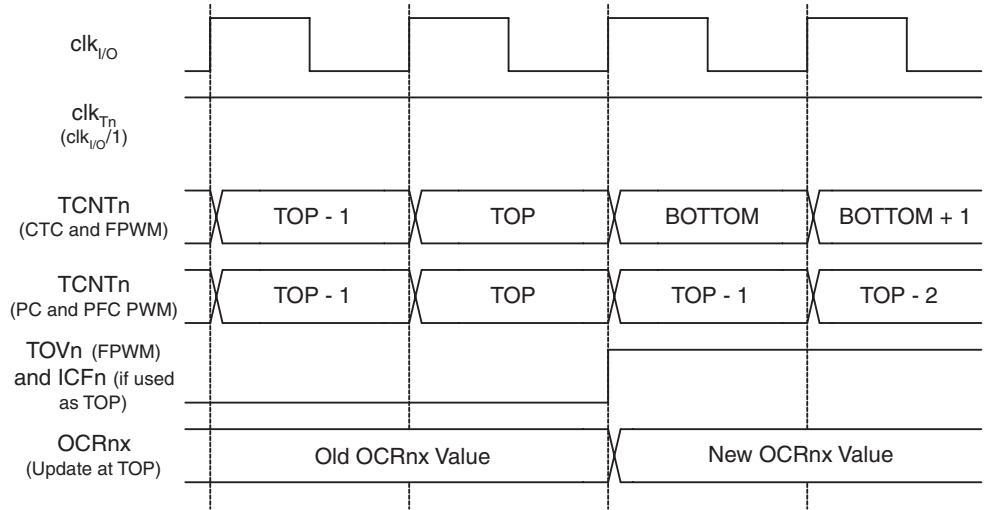 clkI/O
clkTn
(clkI/O/1)
TCNTn
(CTC and FPWM)
TOP - 1
TOP
BOTTOM
BOTTOM + 1
TCNTn
(PC and PFC PWM)
TOP - 1
TOP
TOP - 1
TOP - 2
TOVn (FPWM)
and ICFn (if used
as TOP)
OCRnx
(Update at TOP)
Old OCRnx Value
New OCRnx Value